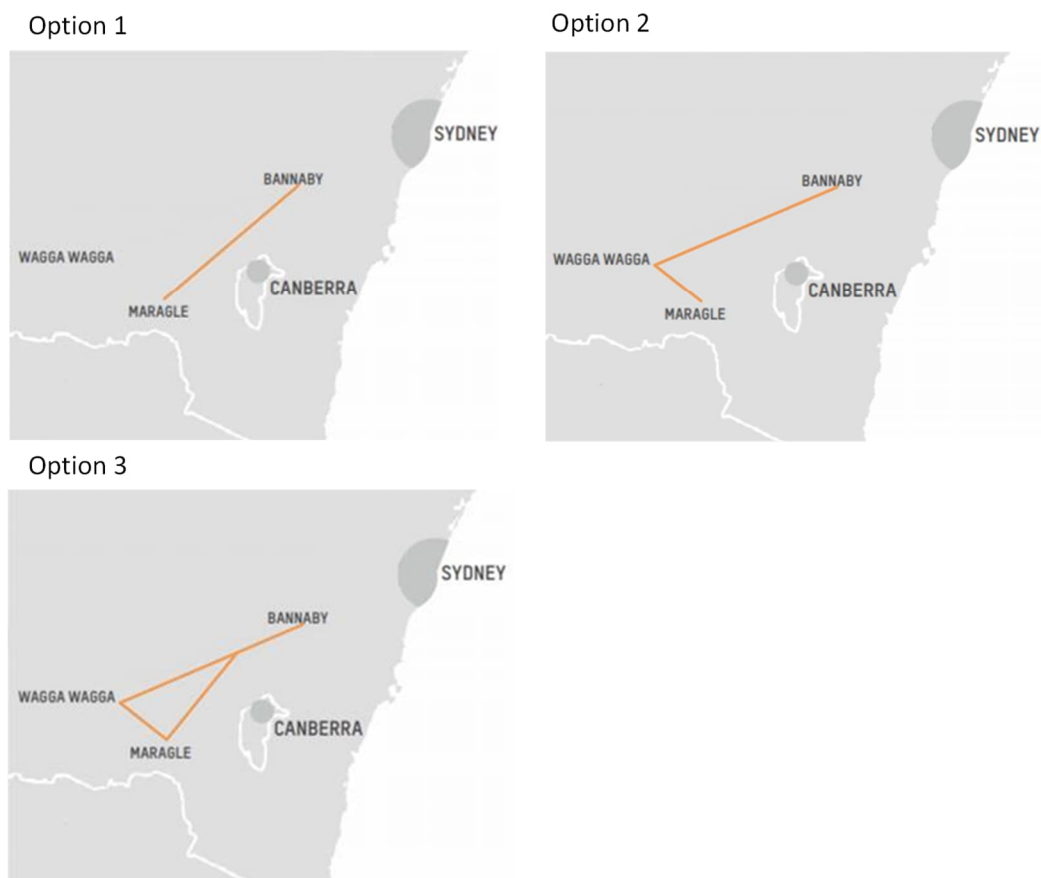 Option 1
SYDNEY
BANNABY
WAGGA WAGGA
CANBERRA
MARAGLE
Option 2
SYDNEY
BANNABY
WAGGA WAGGA
CANBERRA
MARAGLE
Option 3
SYDNEY
BANNABY
WAGGA WAGGA
CANBERRA
MARAGLE